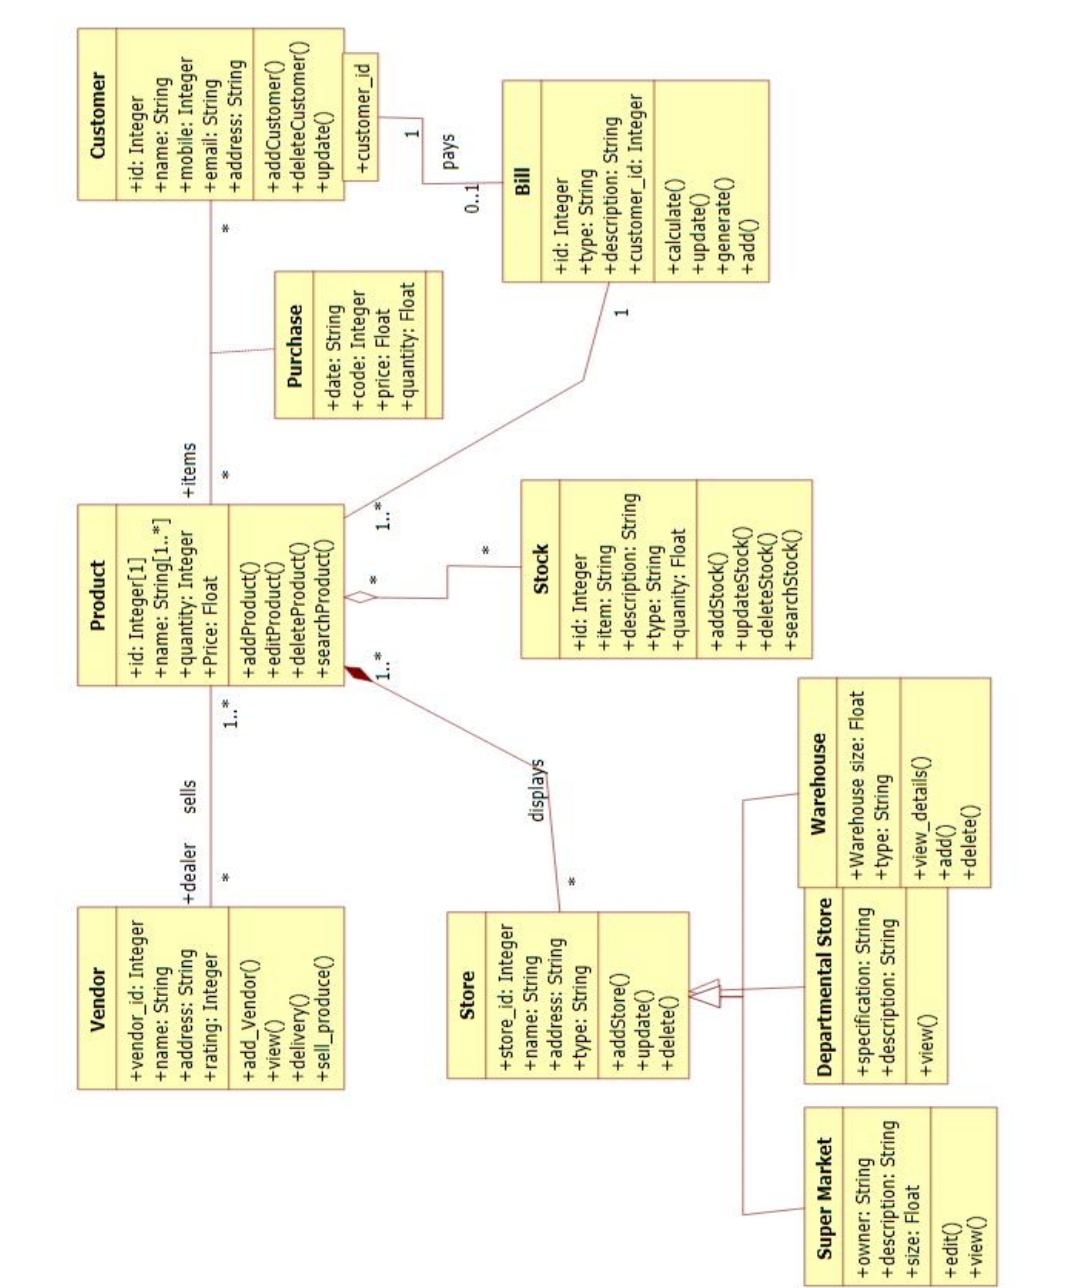 Vendor
+vendor_id: Integer
+name: String
+address: String
+rating: Integer
+add_Vendor()
+view()
+delivery()
+sell_produce()
+dealer
sells
*
1..*
Product
+id: Integer[1]
+name: String[1..*]
+quantity: Integer
+Price: Float
+addProduct()
+editProduct()
+deleteProduct()
+searchProduct()
+items
*
*
Customer
+id: Integer
+name: String
+mobile: Integer
+email: String
+address: String
+addCustomer()
+deleteCustomer()
+update()
+customer_id
Purchase
+date: String
+code: Integer
+price: Float
+quantity: Float
1..*
*
1..*
1
pays
0..1
displays
*
*
1
Store
+store_id: Integer
+name: String
+address: String
+type: String
+addStore()
+update()
+delete()
Stock
+id: Integer
+item: String
+description: String
+type: String
+quanity: Float
+addStock()
+updateStock()
+deleteStock()
+searchStock()
Bill
+id: Integer
+type: String
+description: String
+customer_id: Integer
+calculate()
+update()
+generate()
+add()
Super Market
+owner: String
+description: String
+size: Float
+edit()
+view()
Departmental Store
+specification: String
+description: String
+view()
Warehouse
+Warehouse size: Float
+type: String
+view_details()
+add()
+delete()